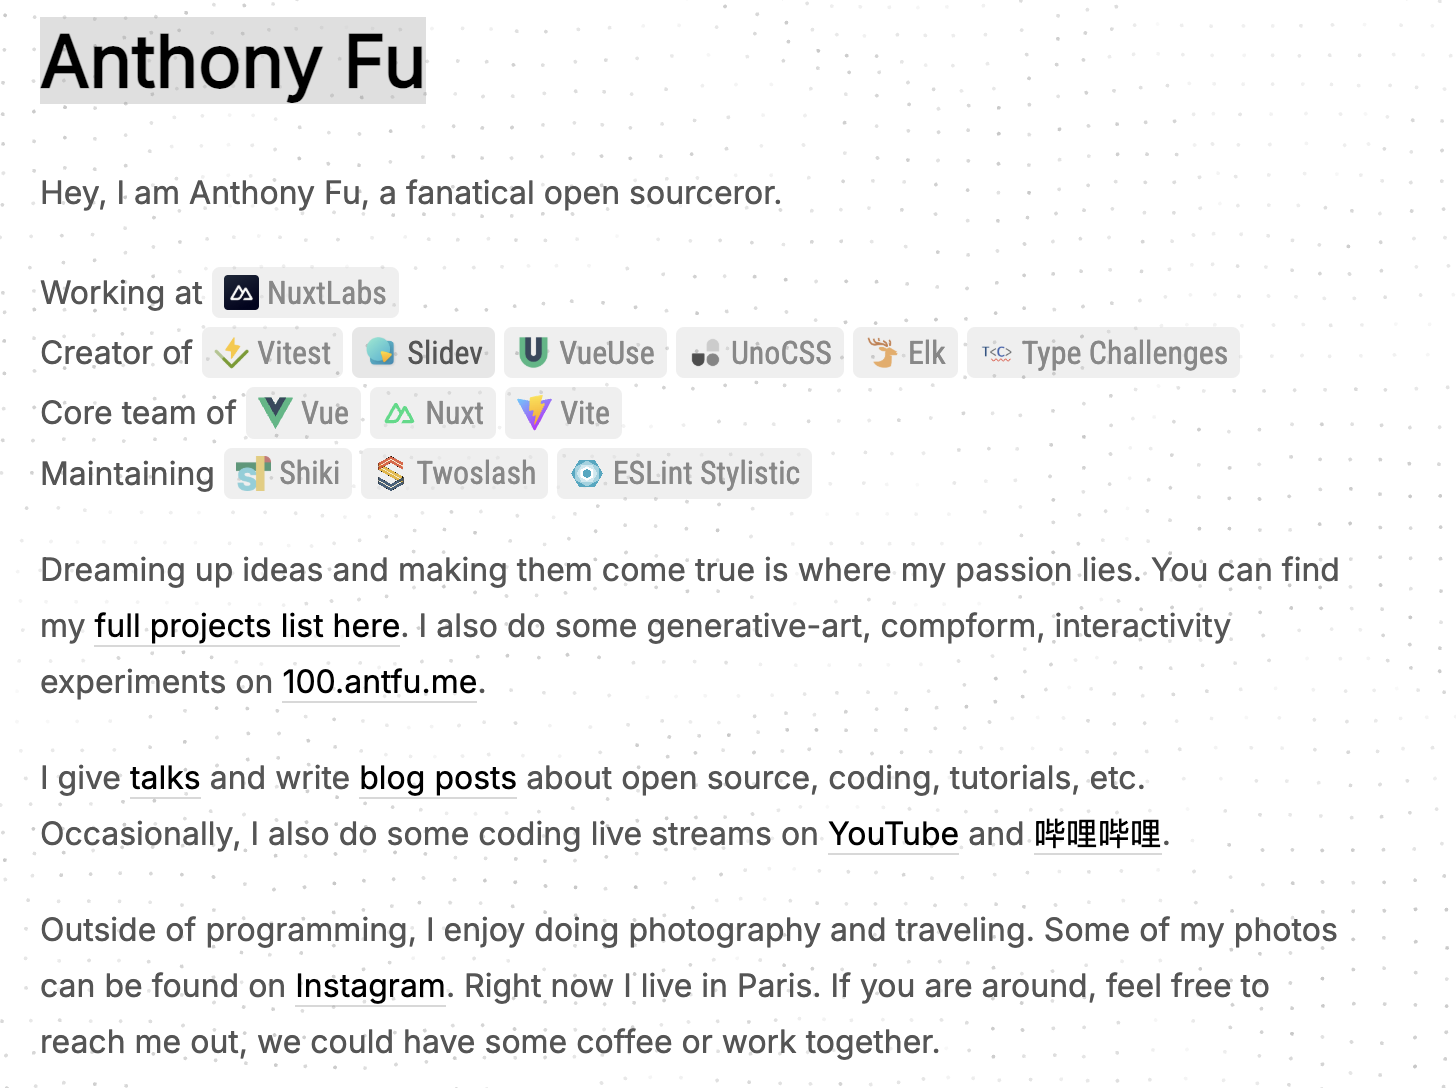 Anthony Fu
Hey, I am Anthony Fu, a fanatical open sourceror.
Working at NuxtLabs
Creator of Vitest Slidev VueUse UnoCSS Elk T<C> Type Challenges
Core team of Vue Nuxt Vite
Maintaining Shiki Twoslash ESLint Stylistic
Dreaming up ideas and making them come true is where my passion lies. You can find
my full projects list here. I also do some generative-art, compform, interactivity
experiments on 100.antfu.me.
I give talks and write blog posts about open source, coding, tutorials, etc.
Occasionally, I also do some coding live streams on YouTube and 哔哩哔哩.
Outside of programming, I enjoy doing photography and traveling. Some of my photos
can be found on Instagram. Right now I live in Paris. If you are around, feel free to
reach me out, we could have some coffee or work together.